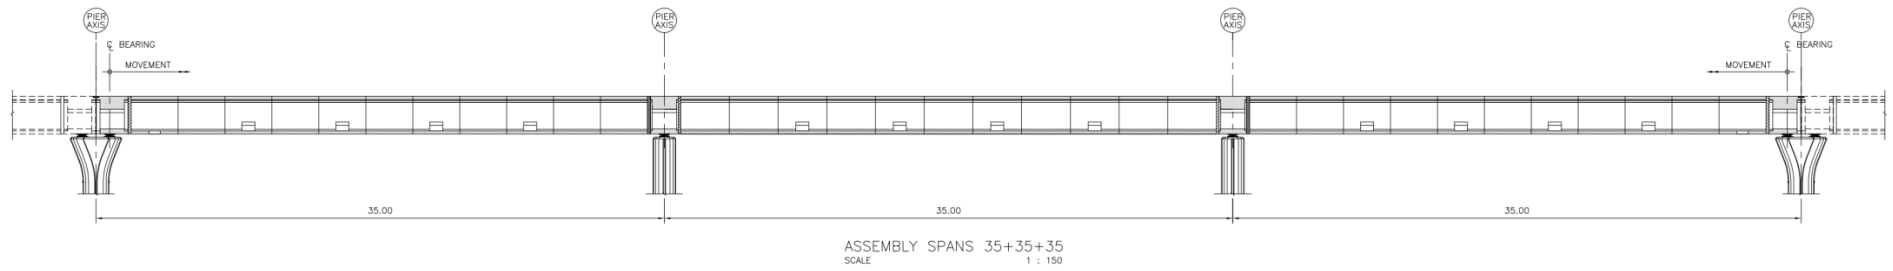 PIER
AXIS
PIER
AXIS
PIER
AXIS
PIER
AXIS
℄ BEARING
℄ BEARING
MOVEMENT
MOVEMENT
35.00
35.00
35.00
ASSEMBLY SPANS 35+35+35
SCALE 1 : 150